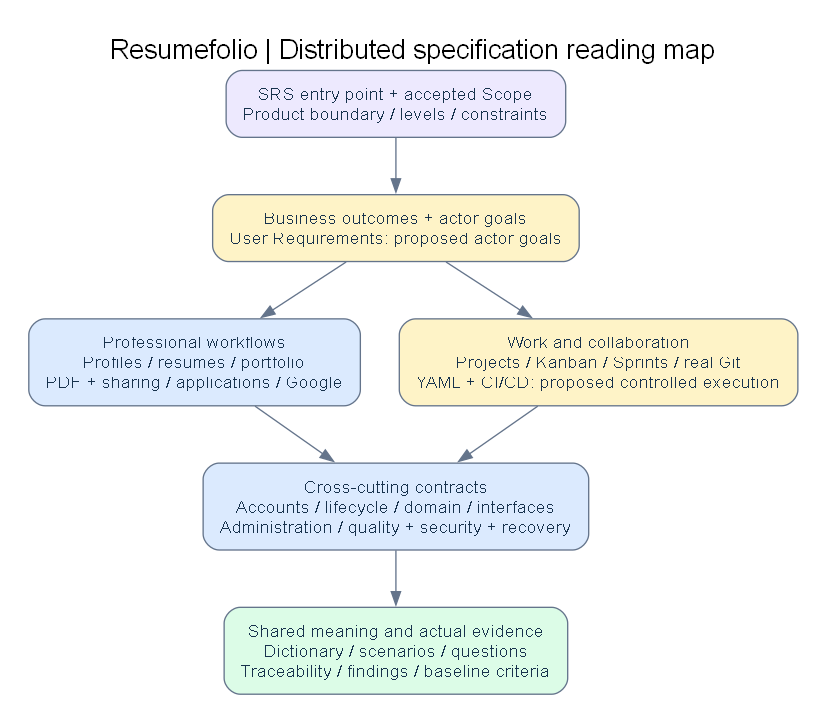 Resumefolio | Distributed specification reading map
SRS entry point + accepted Scope
Product boundary / levels / constraints
Business outcomes + actor goals
User Requirements: proposed actor goals
Professional workflows
Profiles / resumes / portfolio
PDF + sharing / applications / Google
Work and collaboration
Projects / Kanban / Sprints / real Git
YAML + CI/CD: proposed controlled execution
Cross-cutting contracts
Accounts / lifecycle / domain / interfaces
Administration / quality + security + recovery
Shared meaning and actual evidence
Dictionary / scenarios / questions
Traceability / findings / baseline criteria